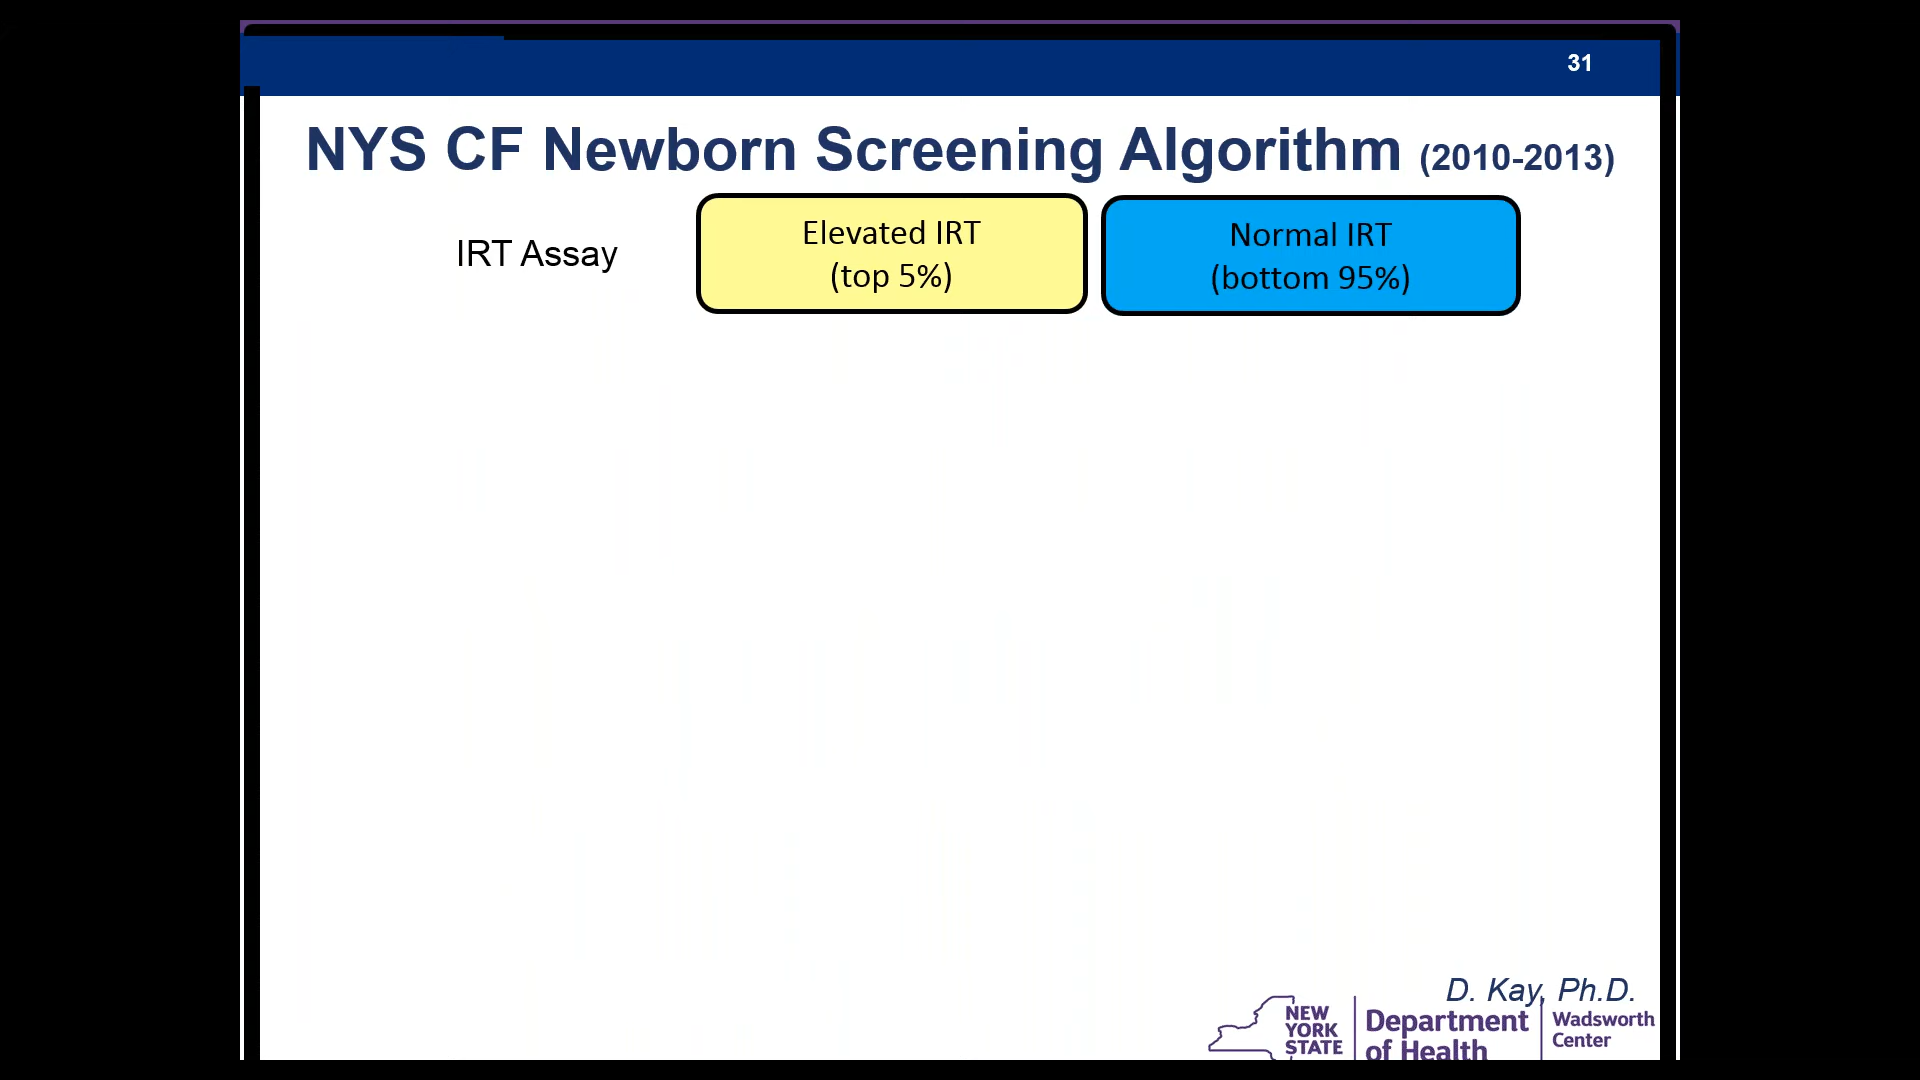 31
NYS CF Newborn Screening Algorithm (2010-2013)
IRT Assay
Elevated IRT
(top 5%)
Normal IRT
(bottom 95%)
D. Kay, Ph.D.
NEW
YORK
STATE
Department
of Health
Wadsworth
Center